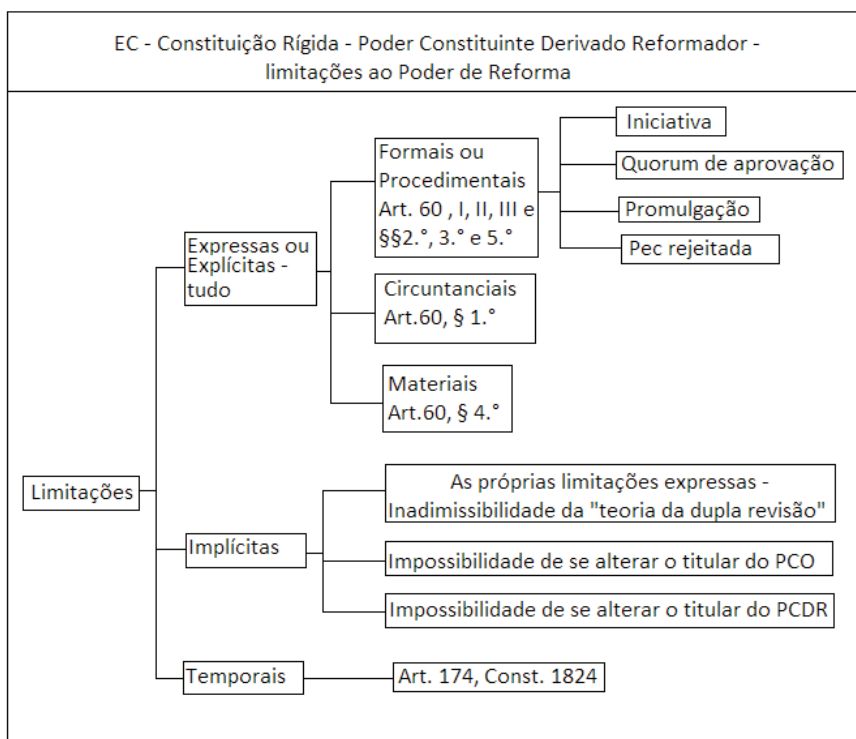 EC - Constituição Rígida - Poder Constituinte Derivado Reformador -
limitações ao Poder de Reforma
Limitações
Expressas ou
Explícitas -
tudo
Formais ou
Procedimentais
Art. 60 , I, II, III e
§§2.°, 3.° e 5.°
Iniciativa
Quorum de aprovação
Promulgação
Pec rejeitada
Circuntanciais
Art.60, § 1.°
Materiais
Art.60, § 4.°
Implícitas
As próprias limitações expressas -
Inadimissibilidade da "teoria da dupla revisão"
Impossibilidade de se alterar o titular do PCO
Impossibilidade de se alterar o titular do PCDR
Temporais
Art. 174, Const. 1824